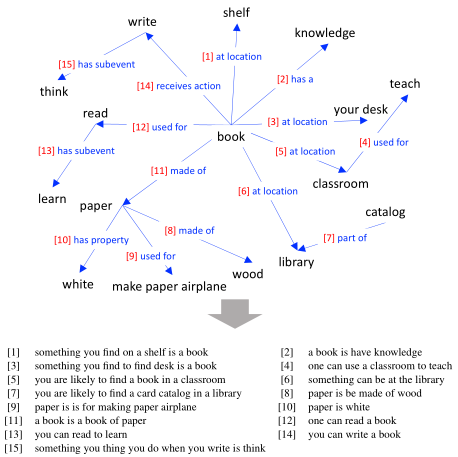 shelf
write
knowledge
[1] at location
[15] has subevent
[2] has a
teach
think
[14] receives action
your desk
read
[3] at location
[12] used for
book
[4] used for
[13] has subevent
[5] at location
[11] made of
classroom
learn
[6] at location
paper
catalog
[8] made of
[10] has property
[7] part of
[9] used for
library
wood
white
make paper airplane
[1] something you find on a shelf is a book
[2] a book is have knowledge
[3] something you find to find desk is a book
[4] one can use a classroom to teach
[5] you are likely to find a book in a classroom
[6] something can be at the library
[7] you are likely to find a card catalog in a library
[8] paper is be made of wood
[9] paper is is for making paper airplane
[10] paper is white
[11] a book is a book of paper
[12] one can read a book
[13] you can read to learn
[14] you can write a book
[15] something you thing you do when you write is think